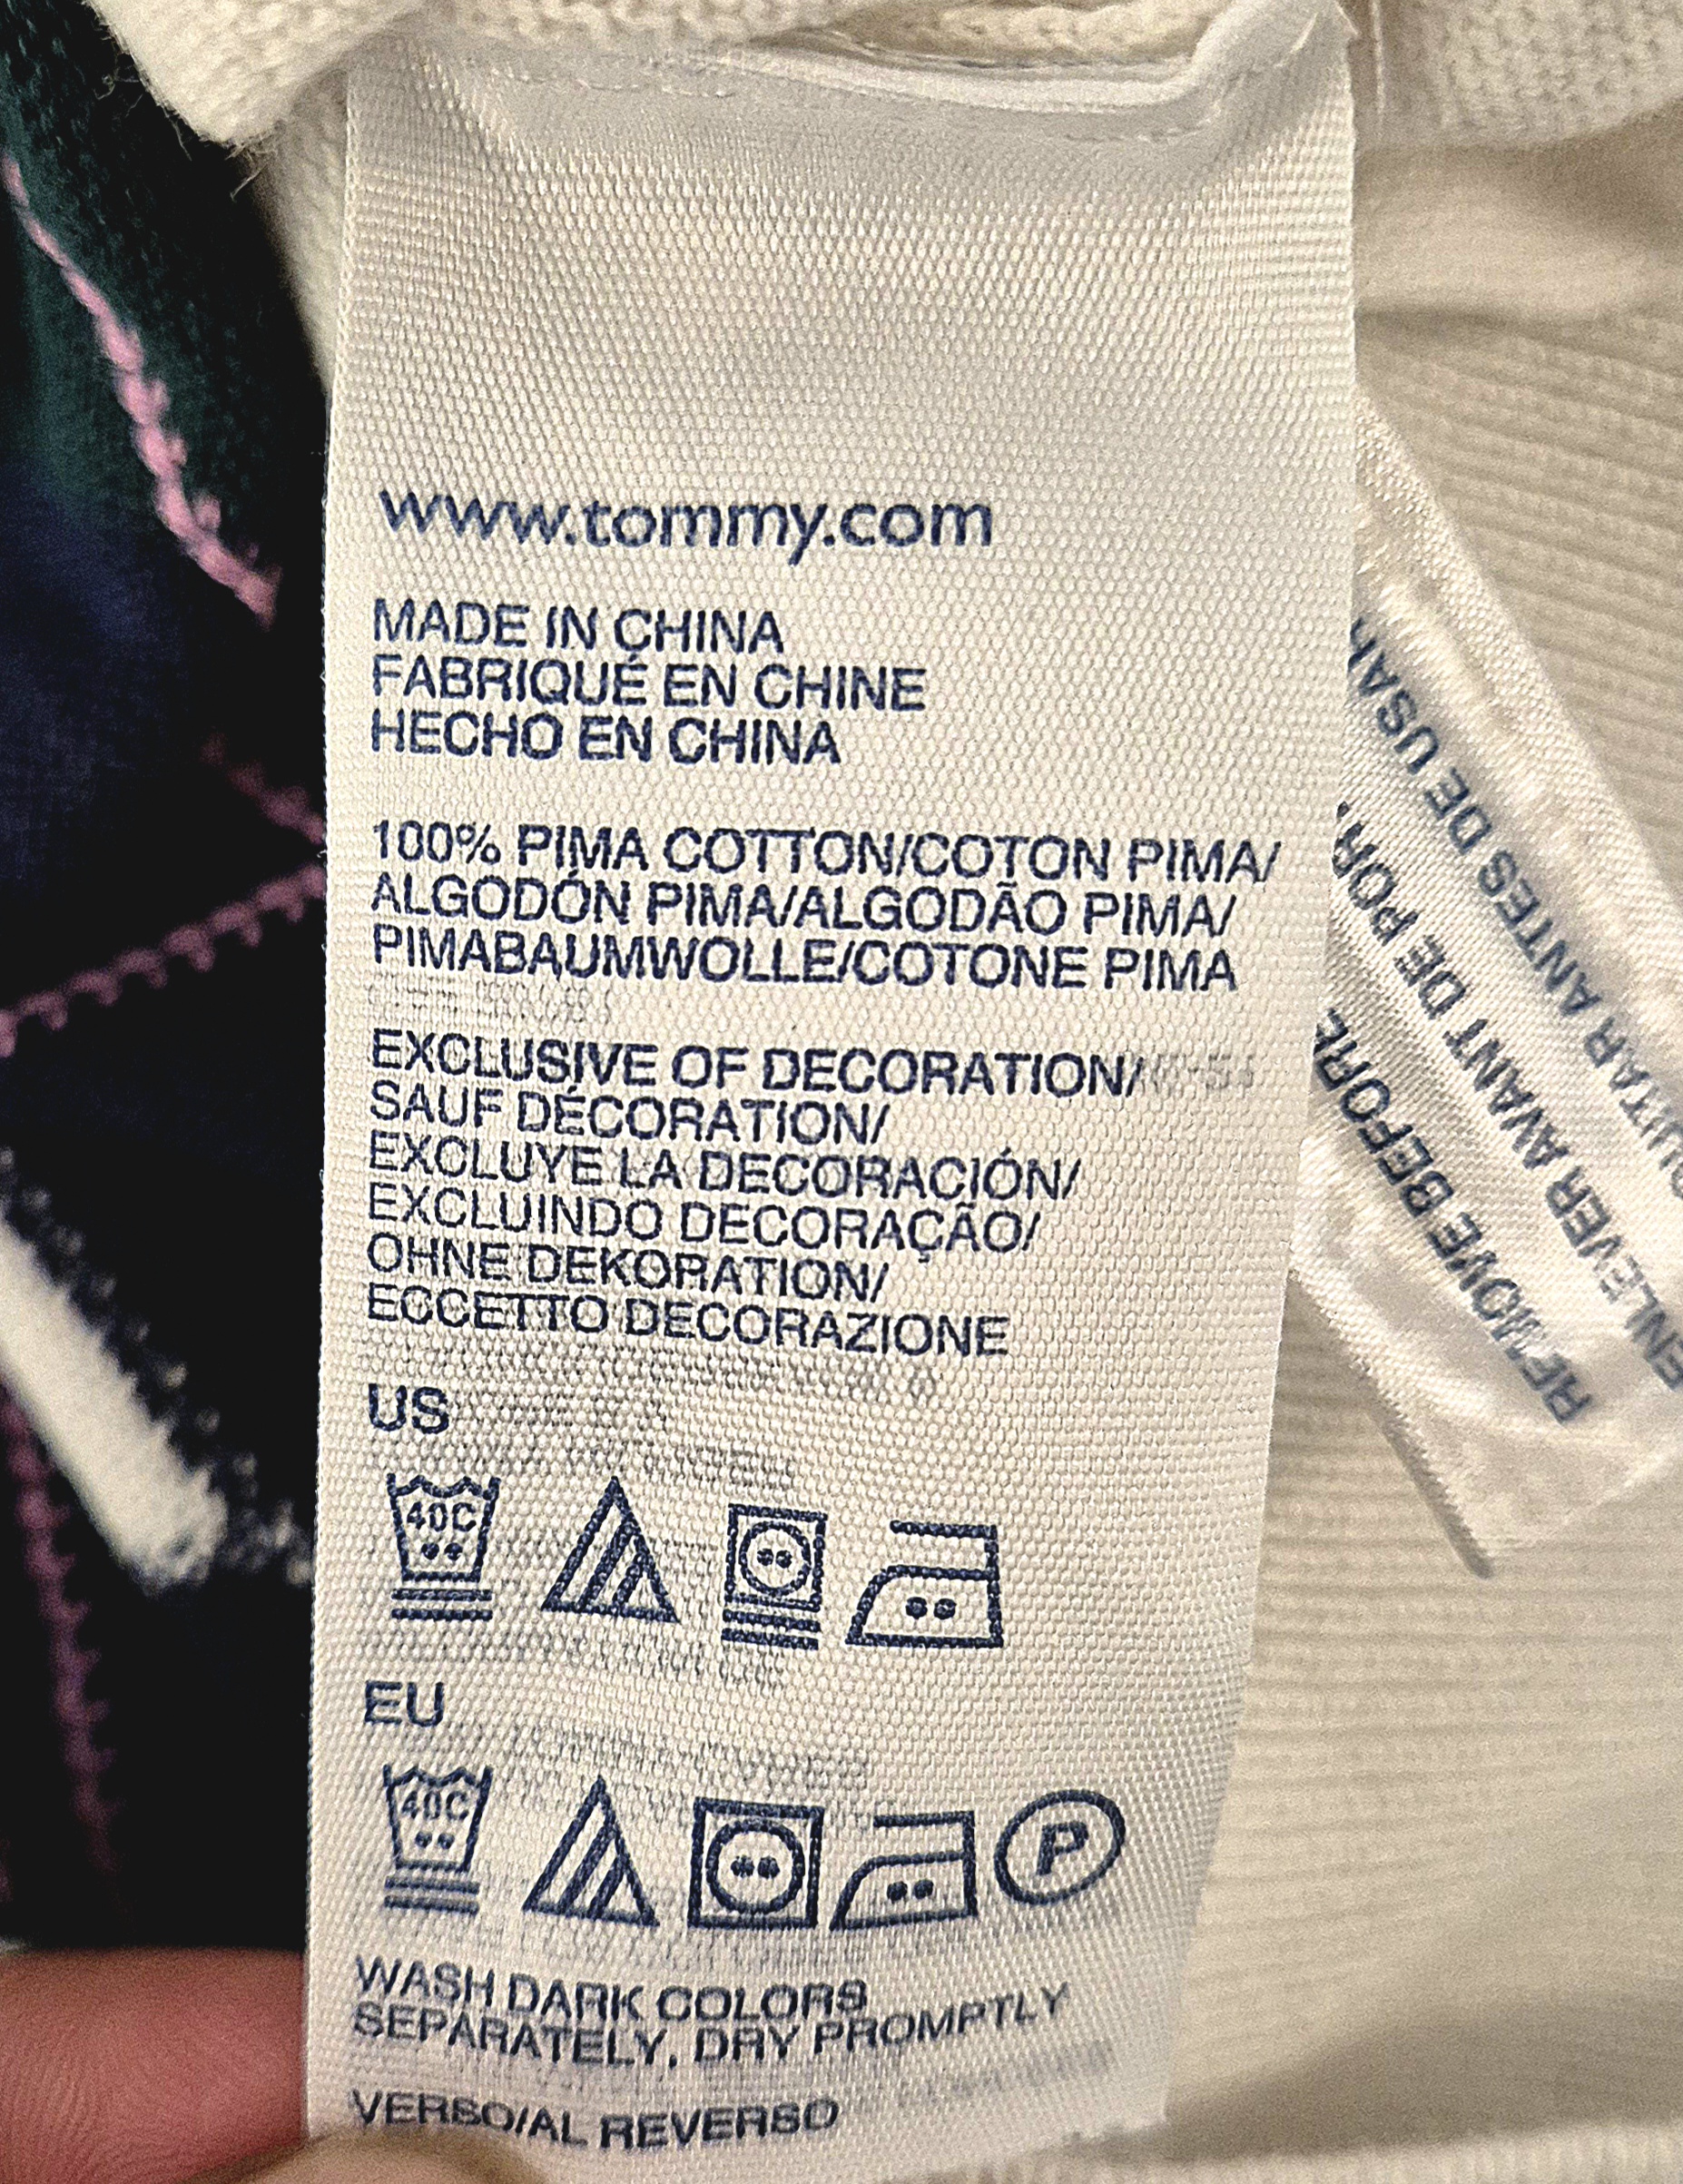 www.tommy.com
MADE IN CHINA
FABRIQUÉ EN CHINE
HECHO EN CHINA
100% PIMA COTTON/COTON PIMA/
ALGODÓN PIMA/ALGODÃO PIMA/
PIMABAUMWOLLE/COTONE PIMA
EXCLUSIVE OF DECORATION/
SAUF DÉCORATION/
EXCLUYE LA DECORACIÓN/
EXCLUINDO DECORAÇÃO/
OHNE DEKORATION/
ECCETTO DECORAZIONE
US
40C
EU
40C
P
WASH DARK COLORS
SEPARATELY, DRY PROMPTLY
VERSO/AL REVERSO
REMOVE BEFORE
ENLEVER AVANT DE
QUITAR ANTES DE USAR